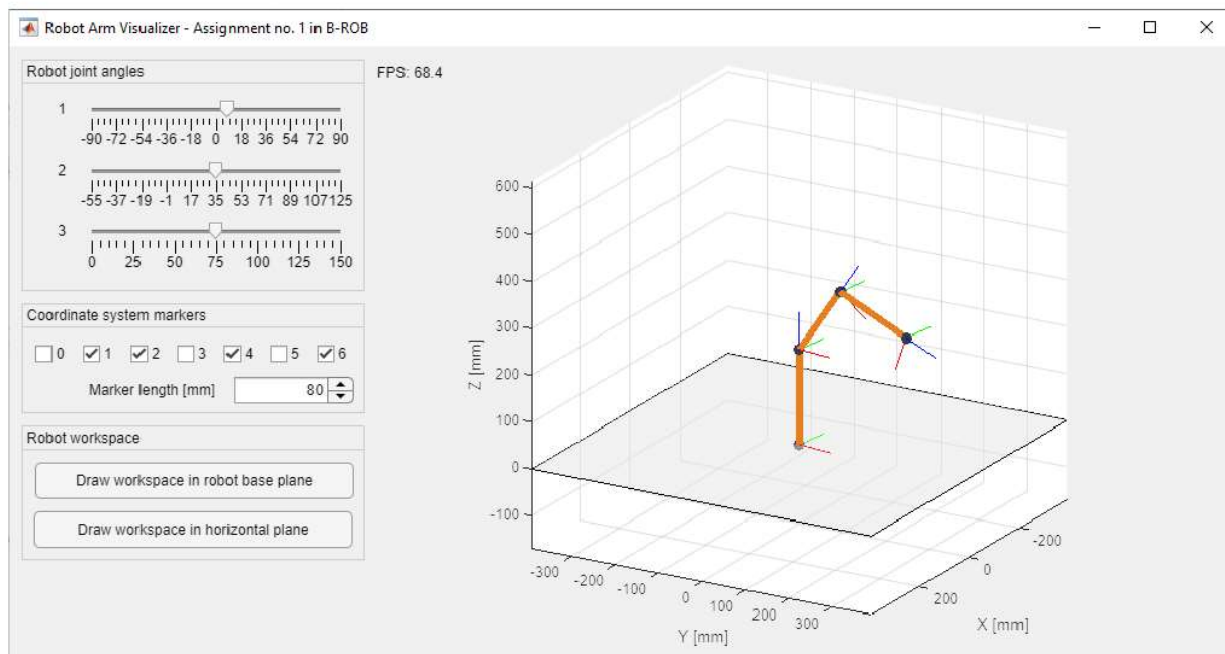 Robot Arm Visualizer - Assignment no. 1 in B-ROB
Robot joint angles
1
-90 -72 -54 -36 -18 0 18 36 54 72 90
2
-55 -37 -19 -1 17 35 53 71 89 107 125
3
0 25 50 75 100 125 150
Coordinate system markers
0 1 2 3 4 5 6
Marker length [mm] 80
Robot workspace
Draw workspace in robot base plane
Draw workspace in horizontal plane
FPS: 68.4
600
500
400
300
200
100
0
-100
Z [mm]
-300 -200 -100 0 100 200 300
Y [mm]
200 0 -200
X [mm]